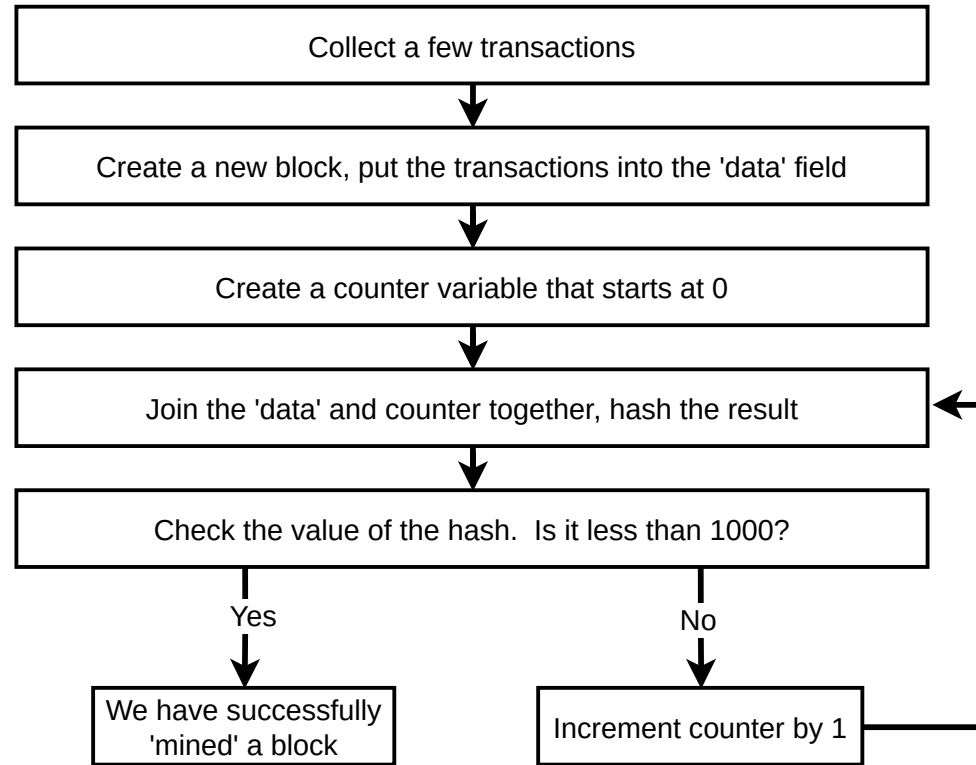 Collect a few transactions
Create a new block, put the transactions into the 'data' field
Create a counter variable that starts at 0
Join the 'data' and counter together, hash the result
Check the value of the hash.  Is it less than 1000?
Yes
No
We have successfully
'mined' a block
Increment counter by 1